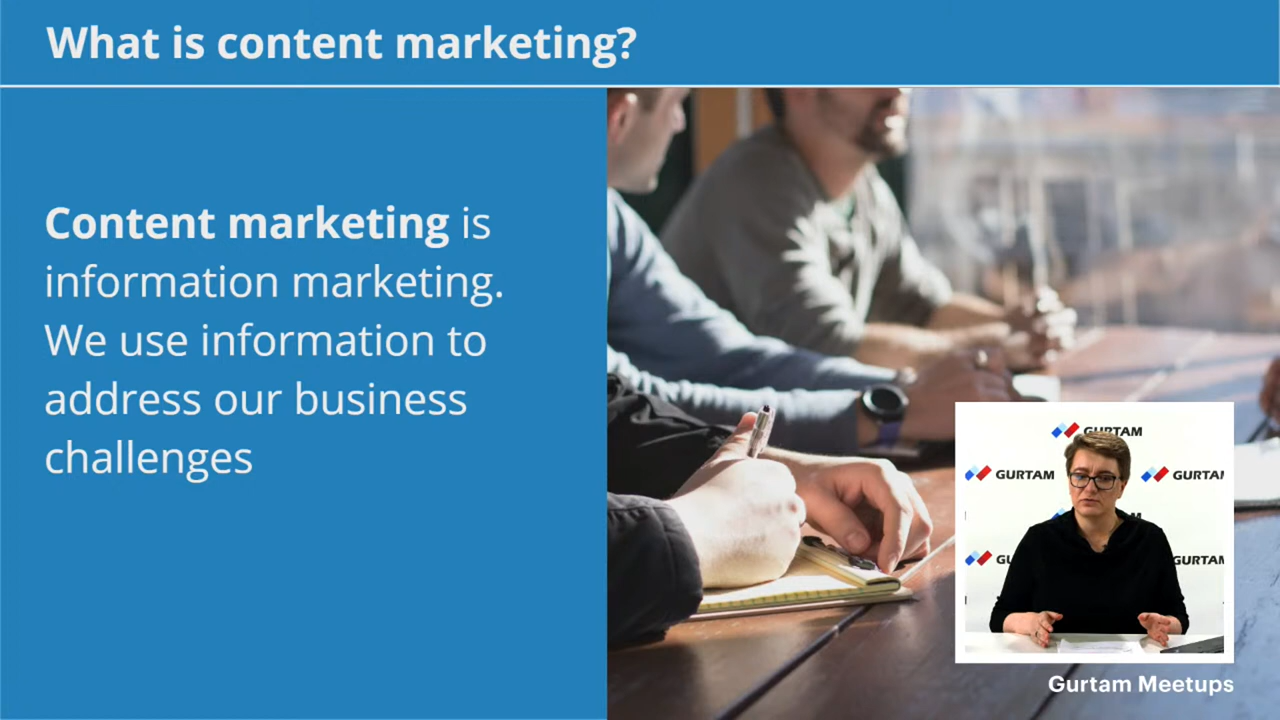 What is content marketing?
Content marketing is
information marketing.
We use information to
address our business
challenges
GURTAM
GURTAM
GURTAM
GURTAM
Gurtam Meetups